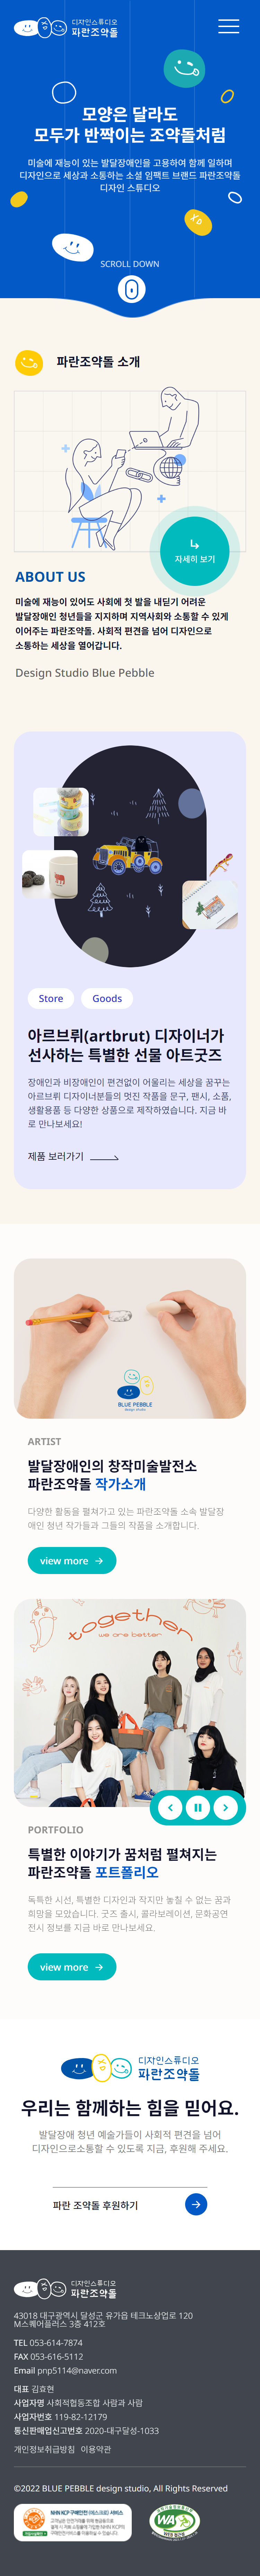 디자인스튜디오
파란조약돌
모양은 달라도
모두가 반짝이는 조약돌처럼
미술에 재능이 있는 발달장애인을 고용하여 함께 일하며
디자인으로 세상과 소통하는 소셜 임팩트 브랜드 파란조약돌
디자인 스튜디오
SCROLL DOWN
파란조약돌 소개
자세히 보기
ABOUT US
미술에 재능이 있어도 사회에 첫 발을 내딛기 어려운
발달장애인 청년들을 지지하며 지역사회와 소통할 수 있게
이어주는 파란조약돌. 사회적 편견을 넘어 디자인으로
소통하는 세상을 열어갑니다.
Design Studio Blue Pebble
Store
Goods
아르브뤼(artbrut) 디자이너가
선사하는 특별한 선물 아트굿즈
장애인과 비장애인이 편견없이 어울리는 세상을 꿈꾸는
아르브뤼 디자이너분들의 멋진 작품을 문구, 팬시, 소품,
생활용품 등 다양한 상품으로 제작하였습니다. 지금 바
로 만나보세요!
제품 보러가기
BLUE PEBBLE
design studio
ARTIST
발달장애인의 창작미술발전소
파란조약돌 작가소개
다양한 활동을 펼쳐가고 있는 파란조약돌 소속 발달장
애인 청년 작가들과 그들의 작품을 소개합니다.
view more
together
we are better
PORTFOLIO
특별한 이야기가 꿈처럼 펼쳐지는
파란조약돌 포트폴리오
독특한 시선, 특별한 디자인과 작지만 놓칠 수 없는 꿈과
희망을 모았습니다. 굿즈 출시, 콜라보레이션, 문화공연
전시 정보를 지금 바로 만나보세요.
view more
디자인스튜디오
파란조약돌
우리는 함께하는 힘을 믿어요.
발달장애 청년 예술가들이 사회적 편견을 넘어
디자인으로소통할 수 있도록 지금, 후원해 주세요.
파란 조약돌 후원하기
디자인스튜디오
파란조약돌
43018 대구광역시 달성군 유가읍 테크노상업로 120
M스퀘어플러스 3층 412호
TEL 053-614-7874
FAX 053-616-5112
Email pnp5114@naver.com
대표 김효현
사업자명 사회적협동조합 사람과 사람
사업자번호 119-82-12179
통신판매업신고번호 2020-대구달성-1033
개인정보취급방침 이용약관
©2022 BLUE PEBBLE design studio, All Rights Reserved
NHN KCP 구매안전 (에스크로) 서비스
WA